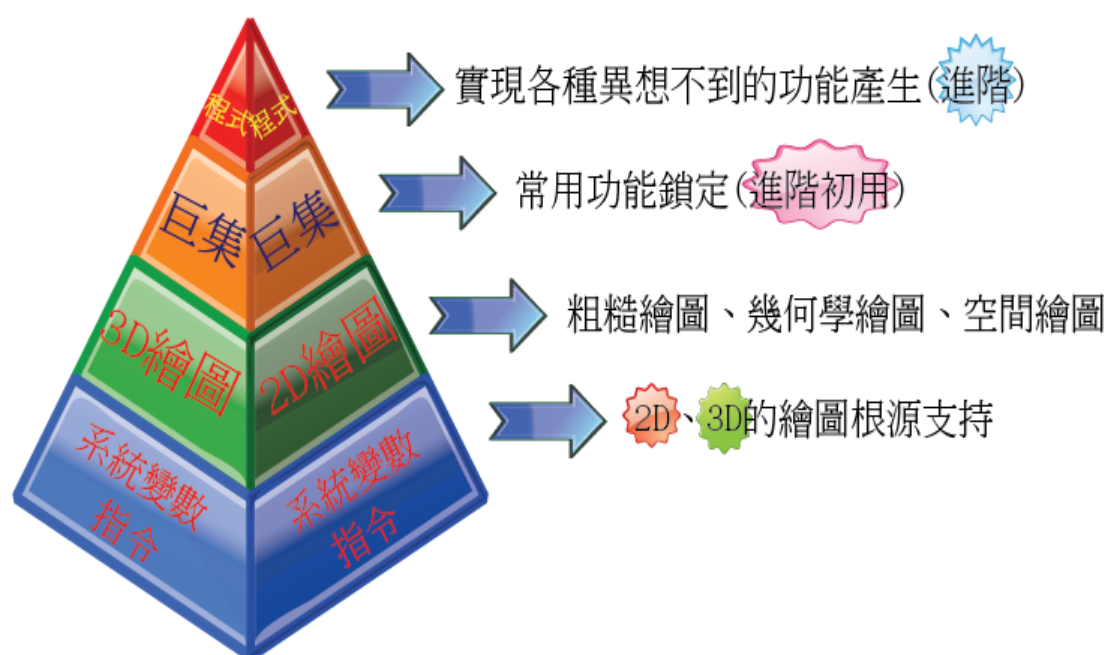 程式 程式
實現各種異想不到的功能產生(進階)
巨集 巨集
常用功能鎖定(進階初用)
3D繪圖 2D繪圖
粗糙繪圖、幾何學繪圖、空間繪圖
系統變數
指令
系統變數
指令
2D、3D的繪圖根源支持